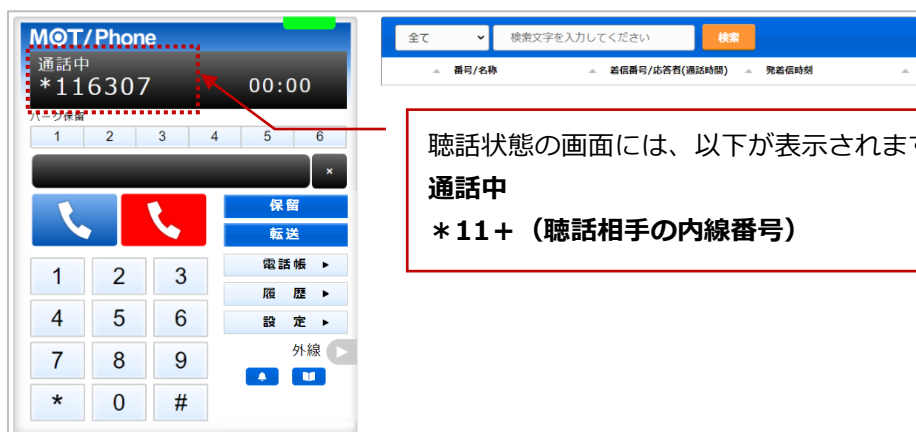 MOT/Phone
通話中
*116307 00:00
パーク保留
1 2 3 4 5 6
×
保留
転送
電話帳 ▶
履 歴 ▶
設 定 ▶
外線
1 2 3
4 5 6
7 8 9
* 0 #
全て 検索文字を入力してください 検索
番号/名称 着信番号/応答者(通話時間) 発着信時刻
聴話状態の画面には、以下が表示されます
通話中
＊11＋（聴話相手の内線番号）